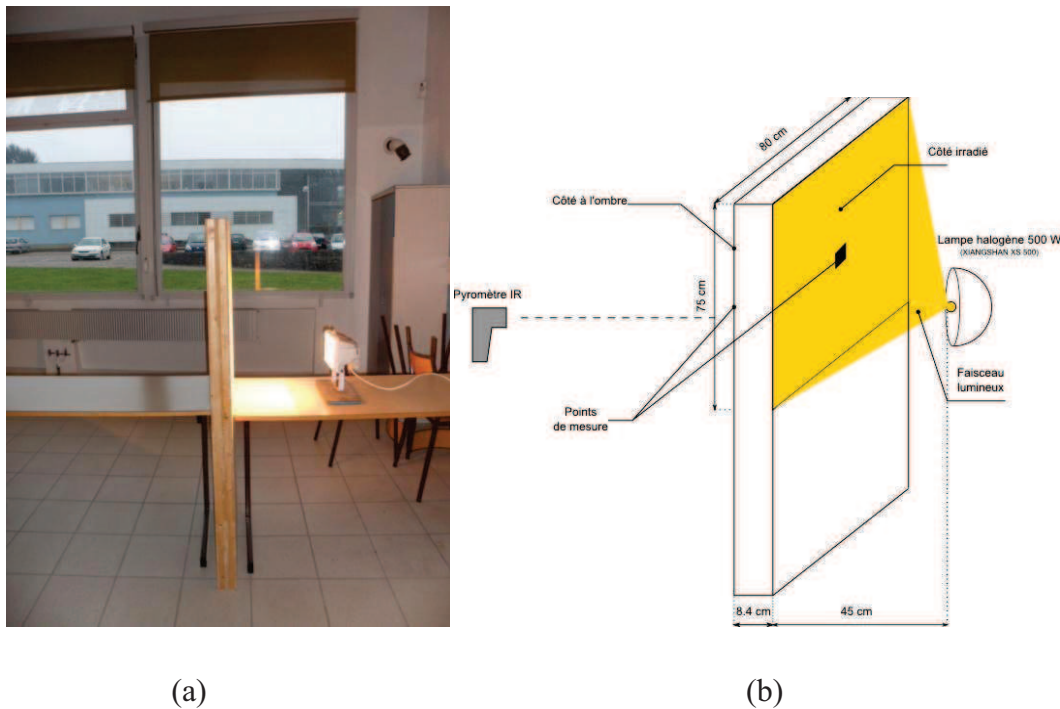 80 cm
Côté irradié
Côté à l'ombre
Lampe halogène 500 W
(XIANGSHAN XS 500)
Pyromètre IR
75 cm
Faisceau
lumineux
Points
de mesure
8.4 cm
45 cm
(a)
(b)